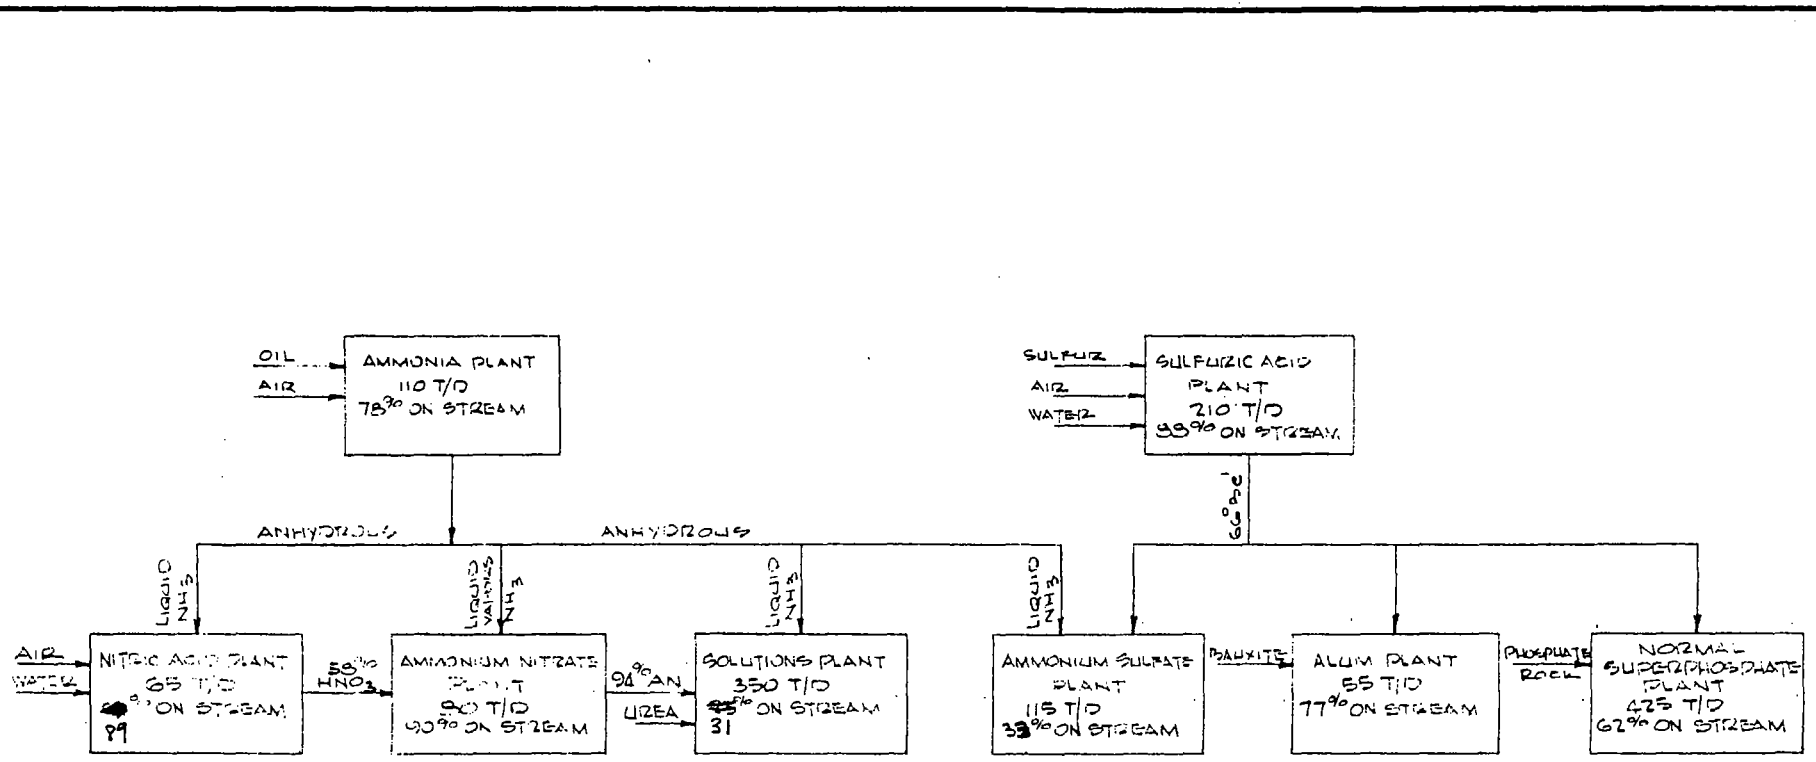 OIL
AIR
AMMONIA PLANT
110 T/D
78% ON STREAM
SULFUR
AIR
WATER
SULFURIC ACID
PLANT
210 T/D
% ON STREAM
66° Be'
ANHYDROUS
ANHYDROUS
LIQUID
NH3
LIQUID
NH3
LIQUID
NH3
LIQUID
NH3
AIR
WATER
NITRIC ACID PLANT
65 T/D
% ON STREAM
89
58%
HNO3
AMMONIUM NITRATE
PLANT
90 T/D
90% ON STREAM
94% AN
UREA
SOLUTIONS PLANT
350 T/D
% ON STREAM
31
AMMONIUM SULFATE
PLANT
115 T/D
33% ON STREAM
BAUXITE
ALUM PLANT
55 T/D
77% ON STREAM
PHOSPHATE
ROCK
NORMAL
SUPERPHOSPHATE
PLANT
425 T/D
62% ON STREAM